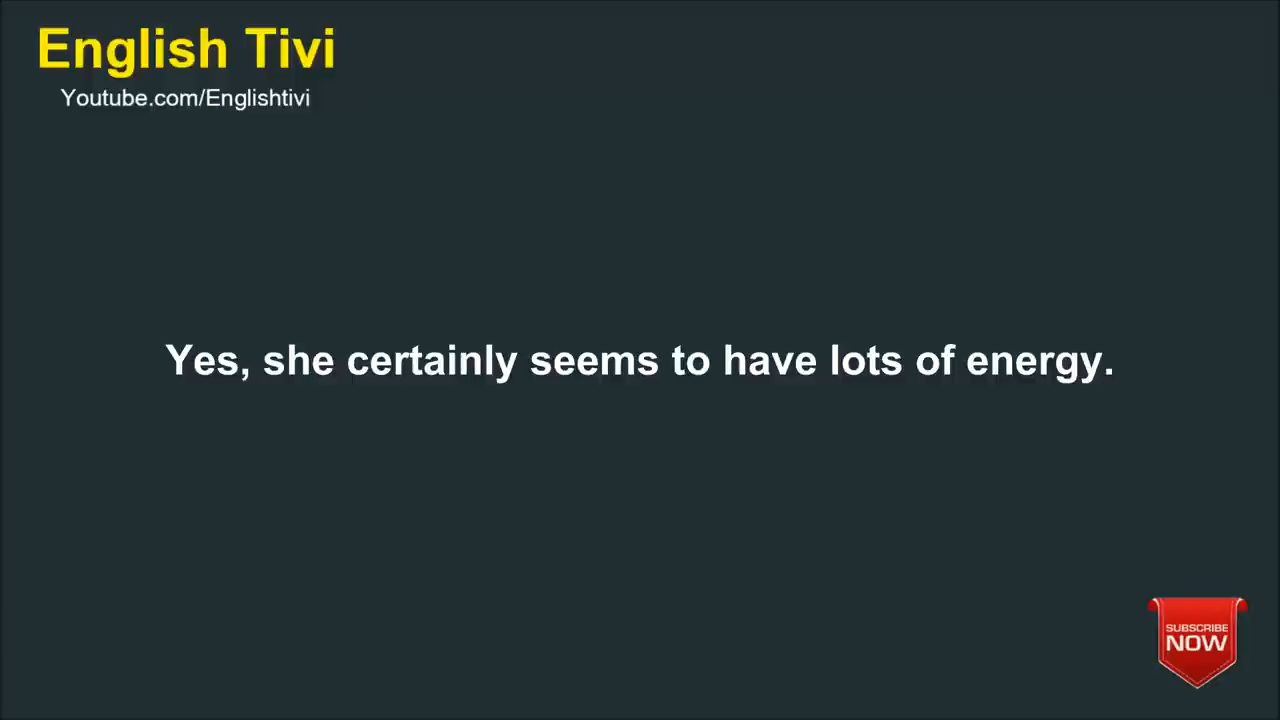 English Tivi
Youtube.com/Englishtivi
Yes, she certainly seems to have lots of energy.
SUBSCRIBE
NOW